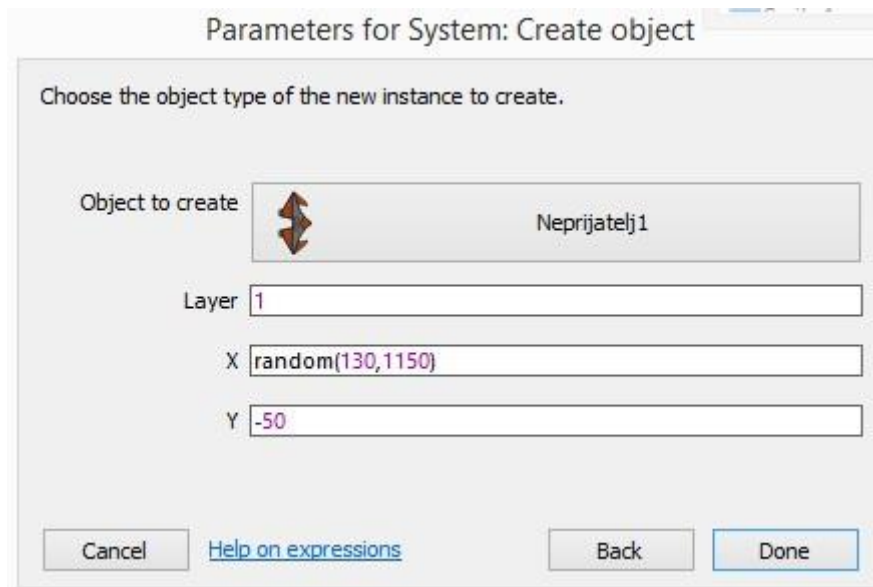 Parameters for System: Create object
Choose the object type of the new instance to create.
Object to create
Neprijatelj1
Layer 1
X random(130,1150)
Y -50
Cancel Help on expressions Back Done